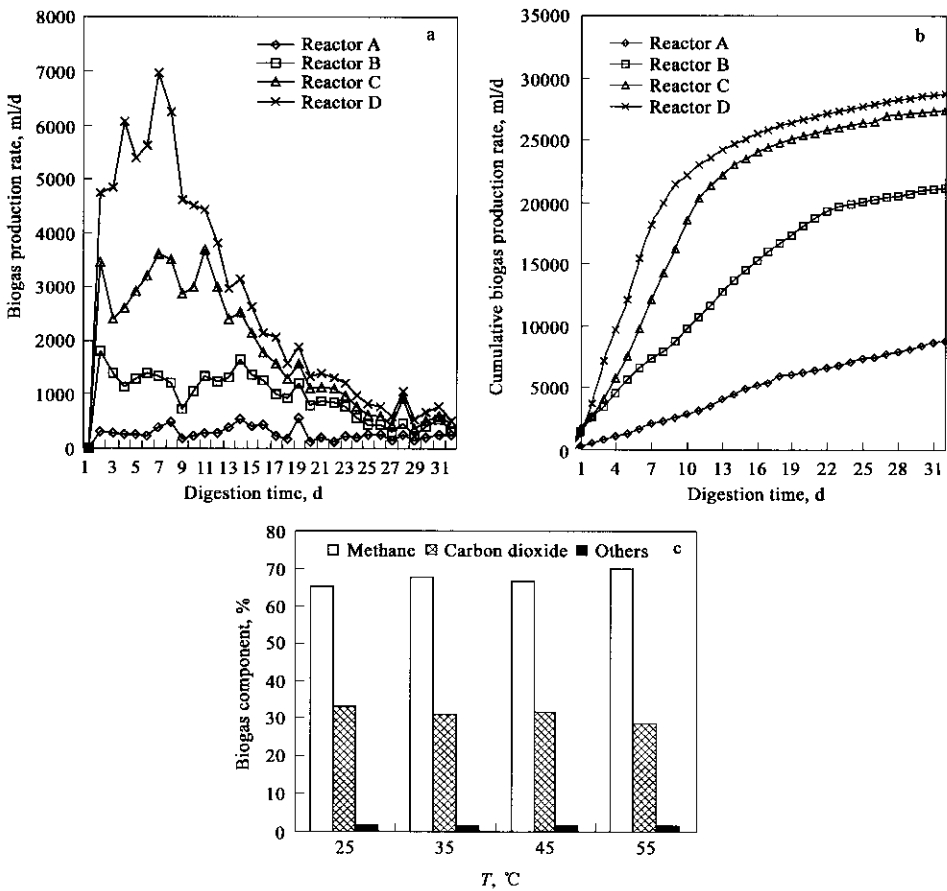 a
Reactor A
Reactor B
Reactor C
Reactor D
Biogas production rate, ml/d
8000
7000
6000
5000
4000
3000
2000
1000
0
1 3 5 7 9 11 13 15 17 19 21 23 25 27 29 31
Digestion time, d
b
Reactor A
Reactor B
Reactor C
Reactor D
Cumulative biogas production rate, ml/d
35000
30000
25000
20000
15000
10000
5000
0
1 4 7 10 13 16 19 22 25 28 31
Digestion time, d
c
Methane Carbon dioxide Others
Biogas component, %
80
70
60
50
40
30
20
10
0
25 35 45 55
T, ℃